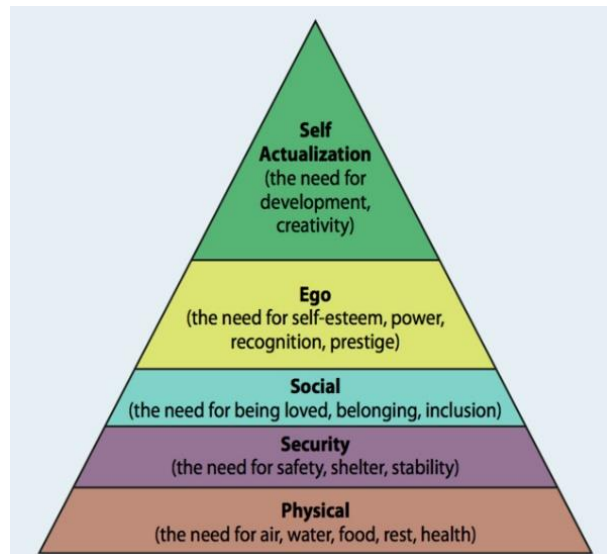 Self
Actualization
(the need for
development,
creativity)
Ego
(the need for self-esteem, power,
recognition, prestige)
Social
(the need for being loved, belonging, inclusion)
Security
(the need for safety, shelter, stability)
Physical
(the need for air, water, food, rest, health)